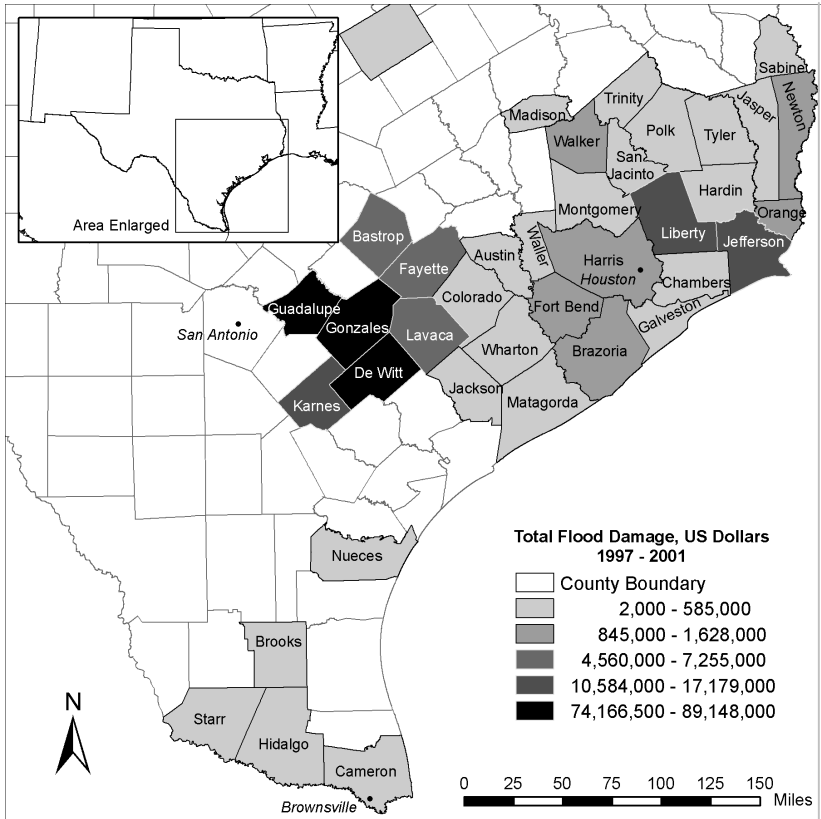 Area Enlarged
Sabine
Newton
Jasper
Trinity
Madison
Polk
Tyler
Walker
San
Jacinto
Hardin
Montgomery
Orange
Liberty
Jefferson
Bastrop
Waller
Austin
Harris
Houston
Fayette
Chambers
Colorado
Guadalupe
Fort Bend
Galveston
Gonzales
San Antonio
Lavaca
Wharton
Brazoria
De Witt
Jackson
Matagorda
Karnes
Nueces
Brooks
Starr
Hidalgo
Cameron
Brownsville
N
Total Flood Damage, US Dollars
1997 - 2001
County Boundary
2,000 - 585,000
845,000 - 1,628,000
4,560,000 - 7,255,000
10,584,000 - 17,179,000
74,166,500 - 89,148,000
0 25 50 75 100 125 150
Miles